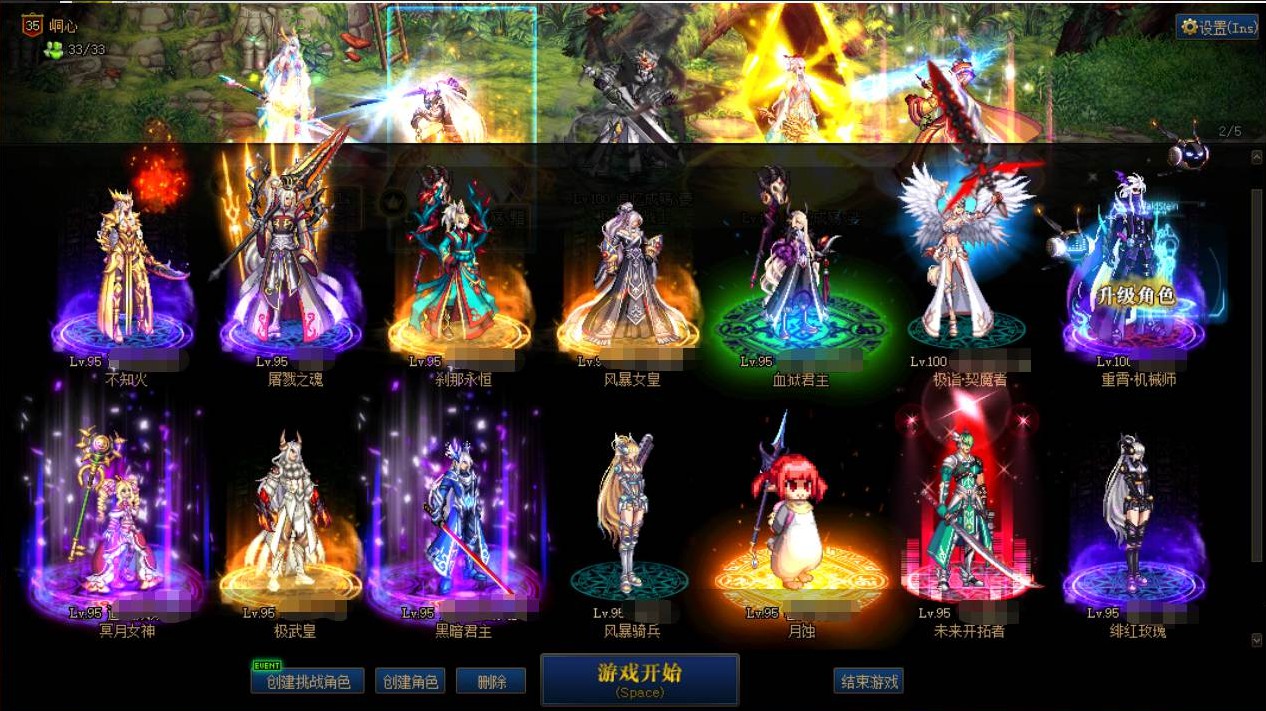 35 峒心
设置(Ins)
33/33
2/5
Waldstein
升级角色
Lv.95
Lv.95
Lv.95
Lv.9
Lv.95
Lv.100
Lv.100
不知火
屠戮之魂
刹那永恒
风暴女皇
血狱君主
极诣·契魔者
重霄·机械师
Lv.95
Lv.95
Lv.95
Lv.95
Lv.95
Lv.95
Lv.95
冥月女神
极武皇
黑暗君主
风暴骑兵
月蚀
未来开拓者
绯红玫瑰
EVENT
创建挑战角色
创建角色
删除
游戏开始
(Space)
结束游戏